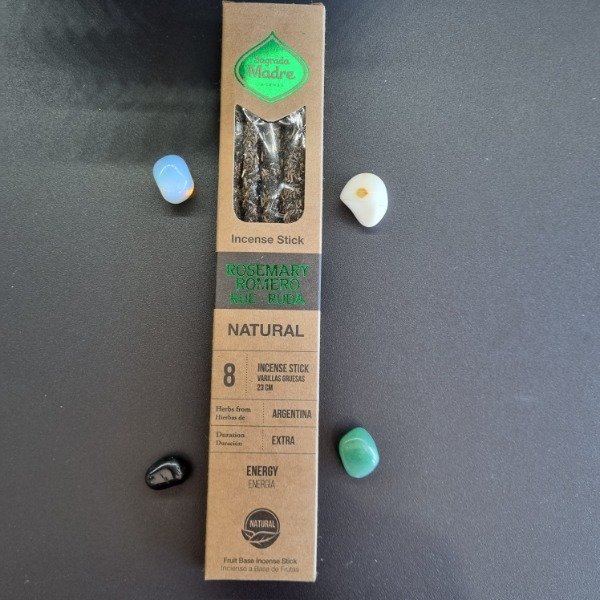 Sagrada
Madre
Incense Stick
ROSEMARY
ROMERO
RUE - RUDA
NATURAL
8
INCENSE STICK
VARILLAS GRUESAS
23 CM
Herbs from
Hierbas de
ARGENTINA
Duration
Duración
EXTRA
ENERGY
ENERGÍA
NATURAL
Fruit Base Incense Stick
Incienso a Base de Frutas